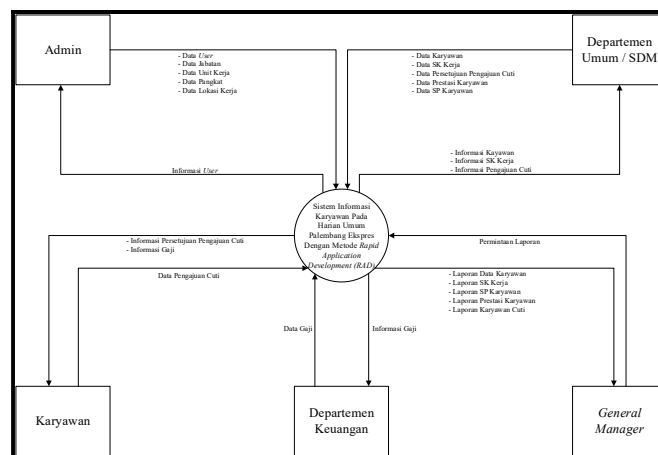 Admin
- Data User
- Data Jabatan
- Data Unit Kerja
- Data Pangkat
- Data Lokasi Kerja
- Data Karyawan
- Data SK Kerja
- Data Persetujuan Pengajuan Cuti
- Data Prestasi Karyawan
- Data SP Karyawan
Departemen
Umum / SDM
Informasi User
- Informasi Kayawan
- Informasi SK Kerja
- Informasi Pengajuan Cuti
Sistem Informasi
Karyawan Pada
Harian Umum
Palembang Ekspres
Dengan Metode Rapid
Application
Development (RAD)
- Informasi Persetujuan Pengajuan Cuti
- Informasi Gaji
Permintaan Laporan
Data Pengajuan Cuti
- Laporan Data Karyawan
- Laporan SK Kerja
- Laporan SP Karyawan
- Laporan Prestasi Karyawan
- Laporan Karyawan Cuti
Data Gaji
Informasi Gaji
Karyawan
Departemen
Keuangan
General
Manager